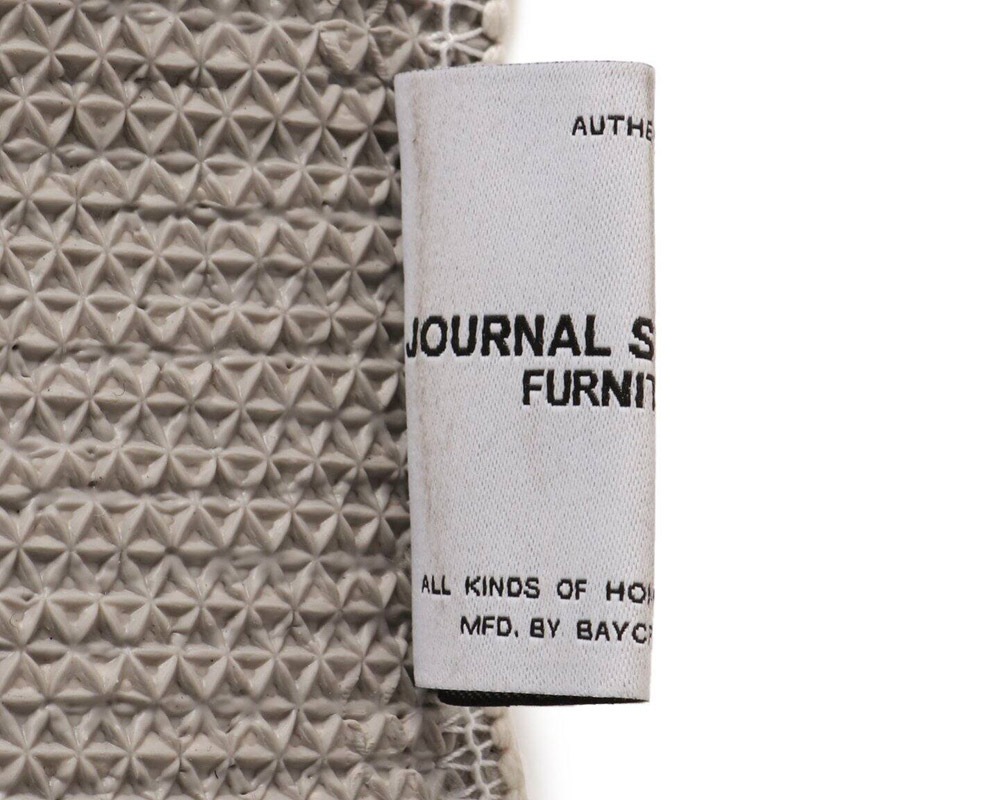 AUTHE
JOURNAL S
FURNIT
ALL KINDS OF HO
MFD. BY BAYC